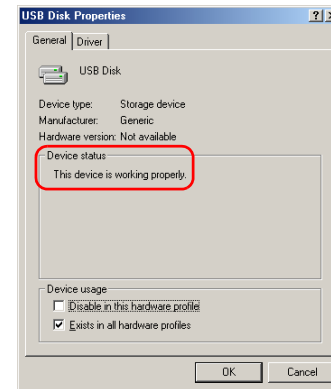 USB Disk Properties
General
Driver
USB Disk
Device type: Storage device
Manufacturer: Generic
Hardware version: Not available
Device status
This device is working properly.
Device usage
Disable in this hardware profile
Exists in all hardware profiles
OK
Cancel